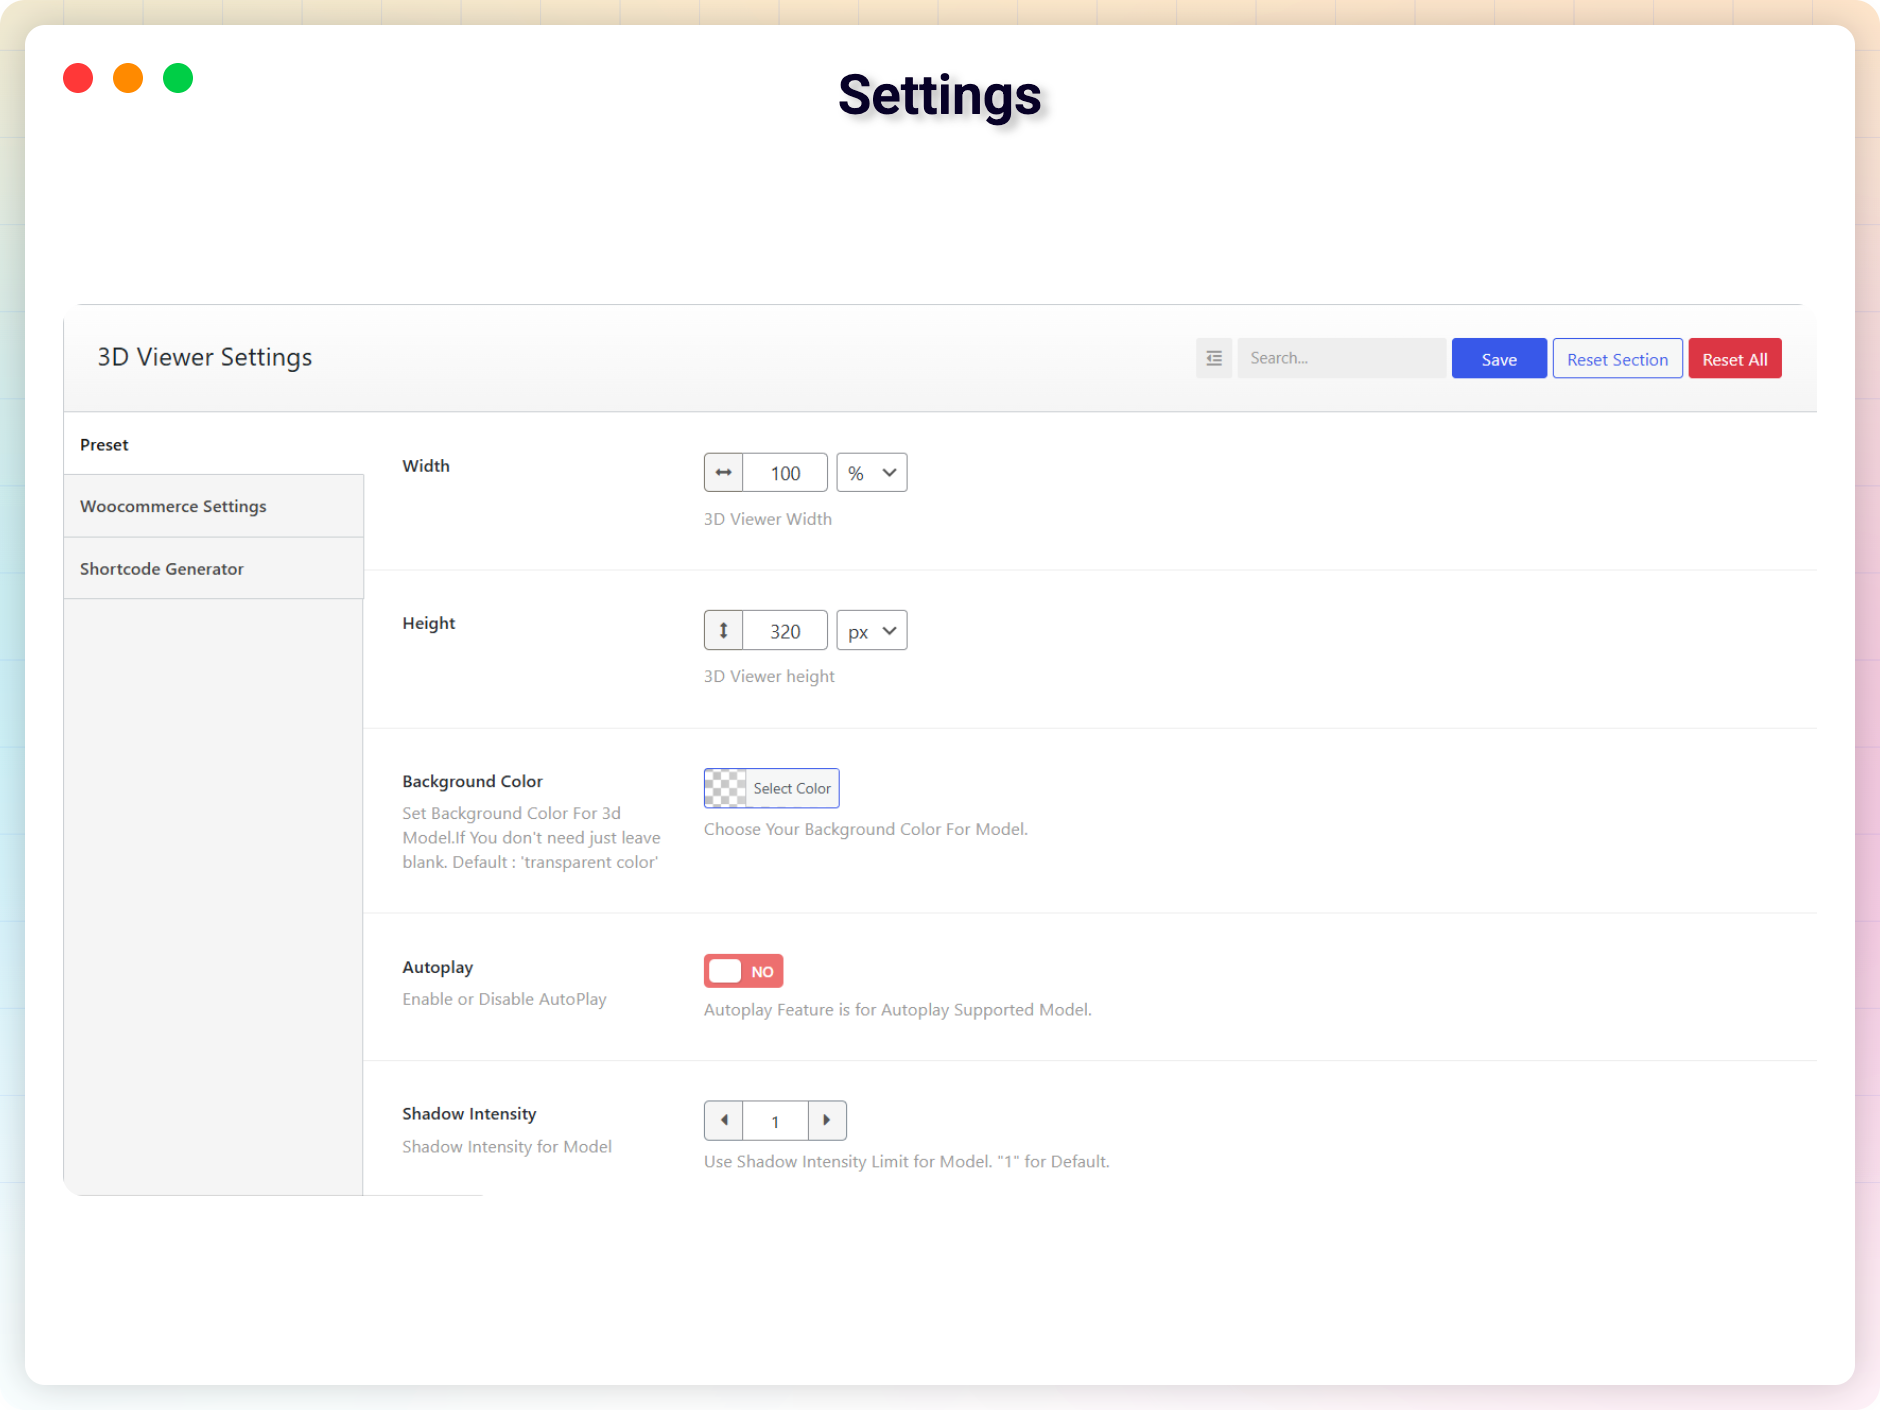 Settings
3D Viewer Settings
Search...
Save
Reset Section
Reset All
Preset
Woocommerce Settings
Shortcode Generator
Width
100
%
3D Viewer Width
Height
320
px
3D Viewer height
Background Color
Set Background Color For 3d
Model.If You don't need just leave
blank. Default : 'transparent color'
Select Color
Choose Your Background Color For Model.
Autoplay
Enable or Disable AutoPlay
NO
Autoplay Feature is for Autoplay Supported Model.
Shadow Intensity
Shadow Intensity for Model
1
Use Shadow Intensity Limit for Model. "1" for Default.